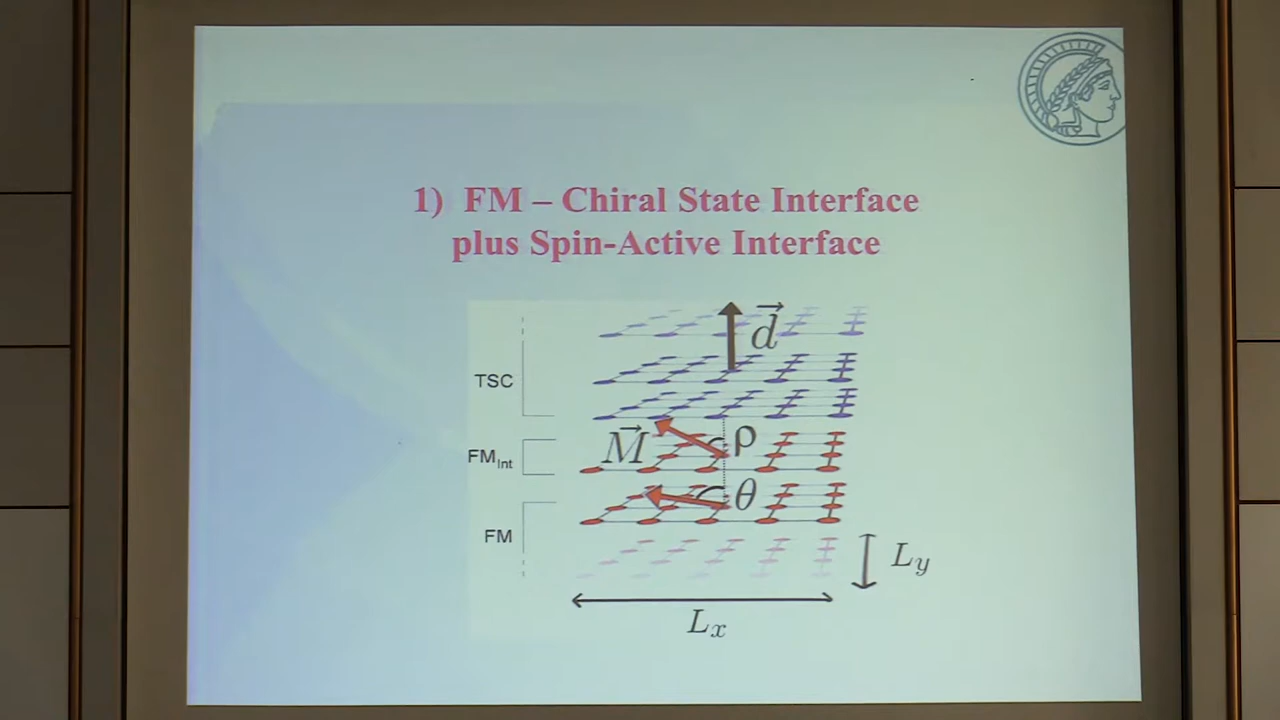 1) FM – Chiral State Interface
plus Spin-Active Interface
d⃗
TSC
M⃗
ρ
FM_Int
θ
FM
L_y
L_x